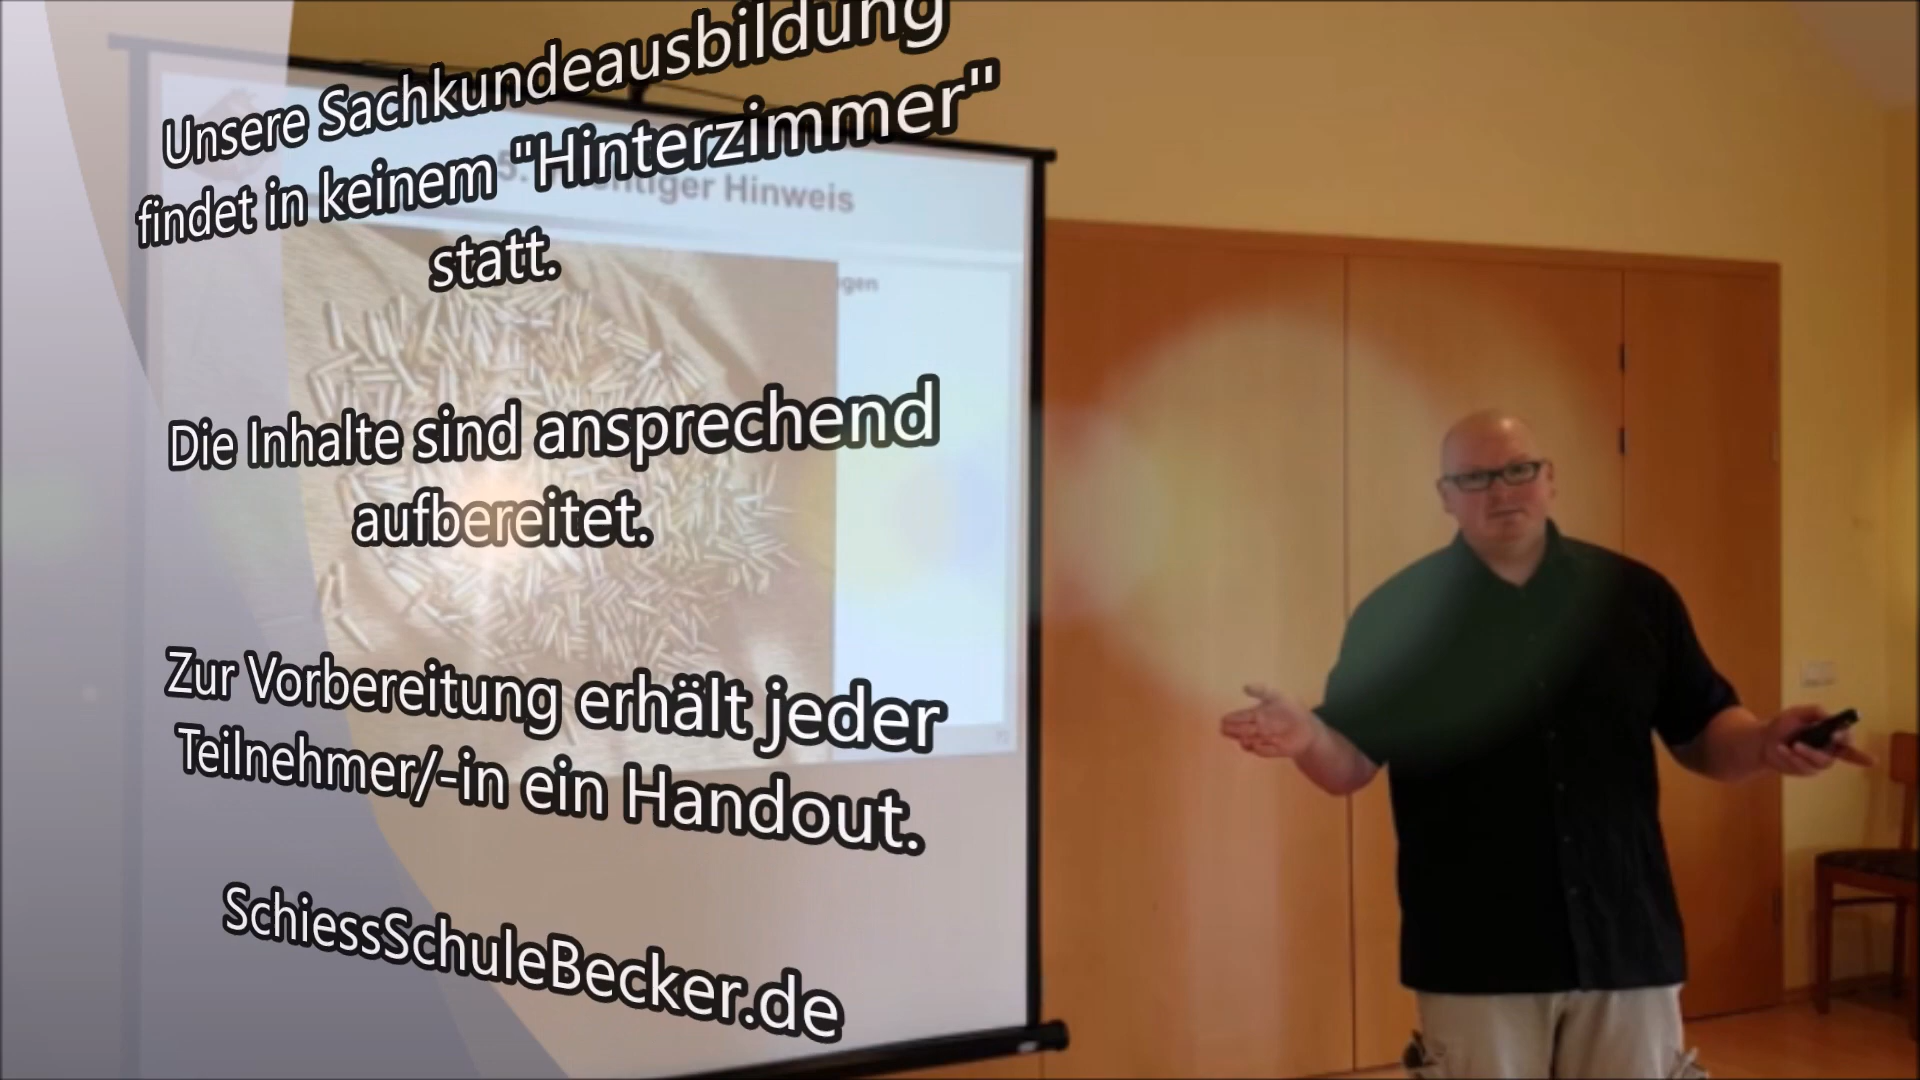 Unsere Sachkundeausbildung
findet in keinem "Hinterzimmer"
statt.
Hinweis
Die Inhalte sind ansprechend
aufbereitet.
Zur Vorbereitung erhält jeder
Teilnehmer/-in ein Handout.
SchiessSchuleBecker.de